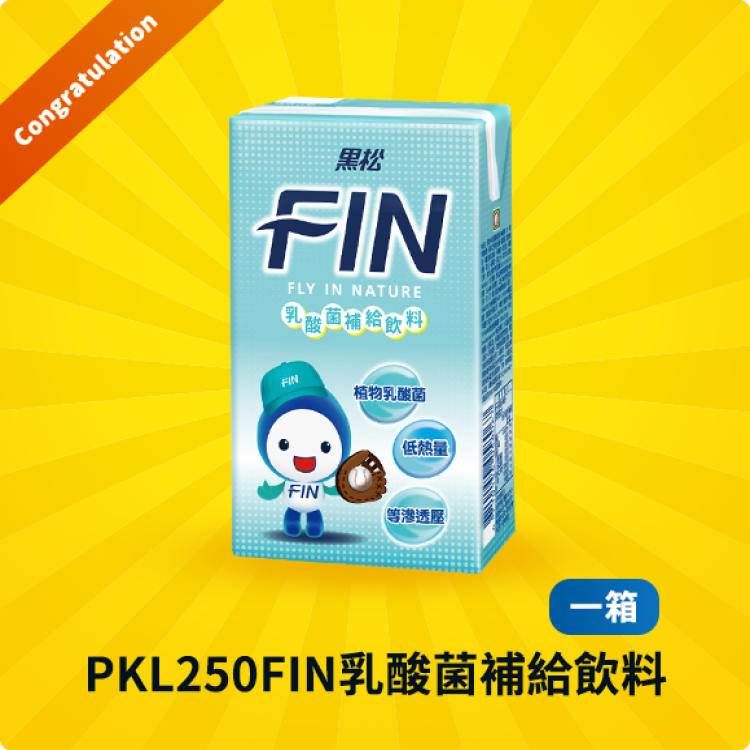 Congratulation
黑松
FIN
FLY IN NATURE
乳酸菌補給飲料
FIN
植物乳酸菌
低熱量
FIN
等滲透壓
一箱
PKL250FIN乳酸菌補給飲料